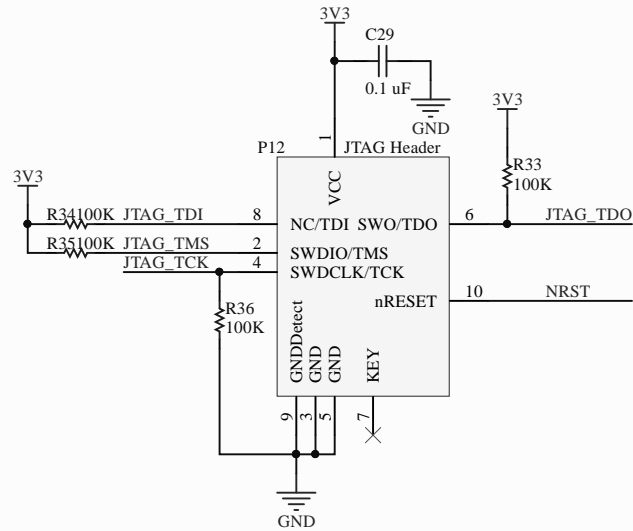 3V3
C29
0.1 uF
GND
3V3
1
P12
JTAG Header
R33
100K
3V3
VCC
R34100K
JTAG_TDI
8
NC/TDI
SWO/TDO
6
JTAG_TDO
R35100K
JTAG_TMS
2
SWDIO/TMS
JTAG_TCK
4
SWDCLK/TCK
R36
100K
nRESET
10
NRST
GNDDetect
GND
GND
KEY
9
3
5
7
GND